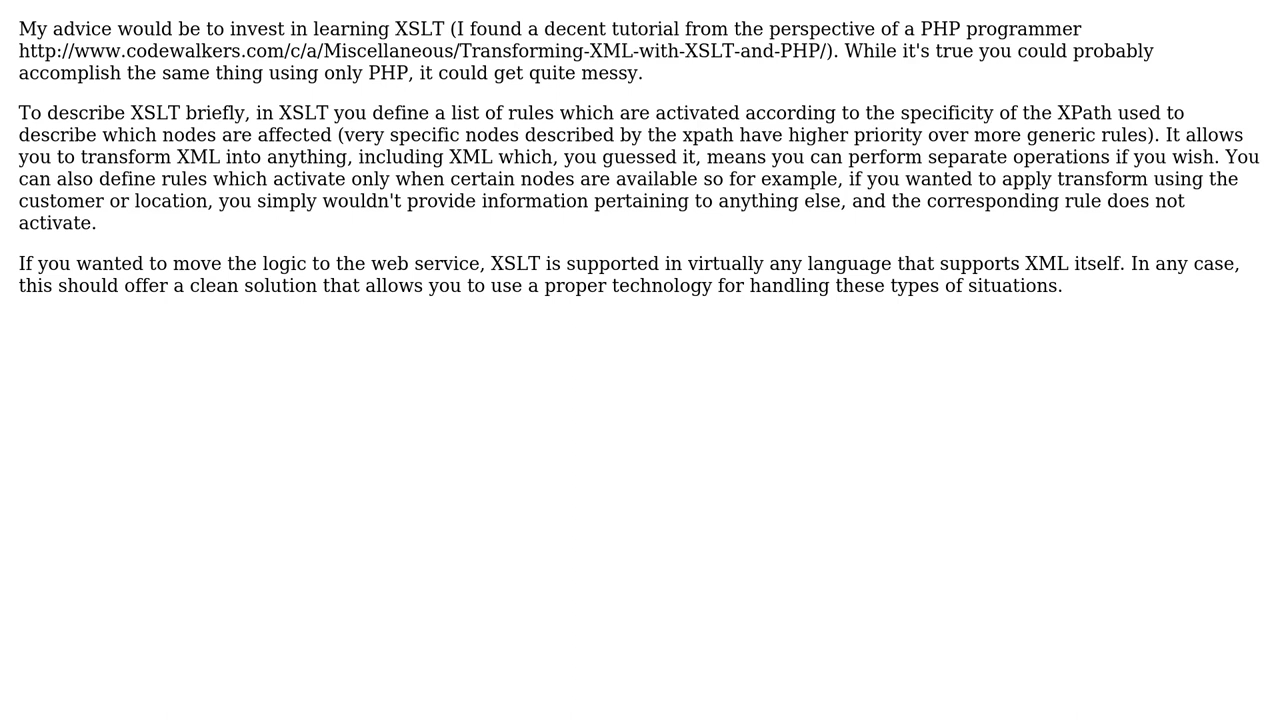 My advice would be to invest in learning XSLT (I found a decent tutorial from the perspective of a PHP programmer
http://www.codewalkers.com/c/a/Miscellaneous/Transforming-XML-with-XSLT-and-PHP/). While it's true you could probably
accomplish the same thing using only PHP, it could get quite messy.
To describe XSLT briefly, in XSLT you define a list of rules which are activated according to the specificity of the XPath used to
describe which nodes are affected (very specific nodes described by the xpath have higher priority over more generic rules). It allows
you to transform XML into anything, including XML which, you guessed it, means you can perform separate operations if you wish. You
can also define rules which activate only when certain nodes are available so for example, if you wanted to apply transform using the
customer or location, you simply wouldn't provide information pertaining to anything else, and the corresponding rule does not
activate.
If you wanted to move the logic to the web service, XSLT is supported in virtually any language that supports XML itself. In any case,
this should offer a clean solution that allows you to use a proper technology for handling these types of situations.